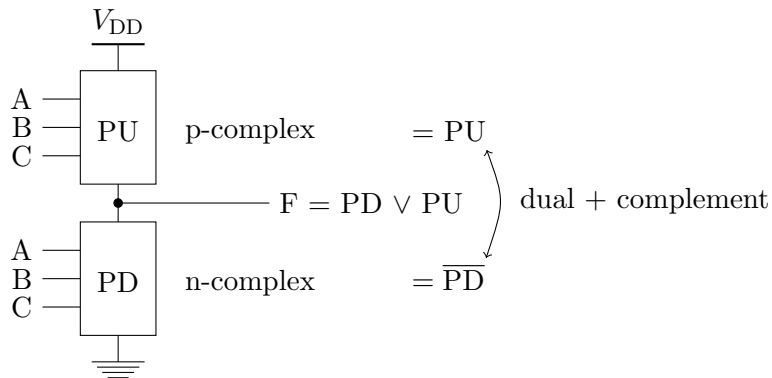 V_DD
A
B
C
PU
p-complex = PU
F = PD ∨ PU
dual + complement
A
B
C
PD
n-complex = P̅D̅